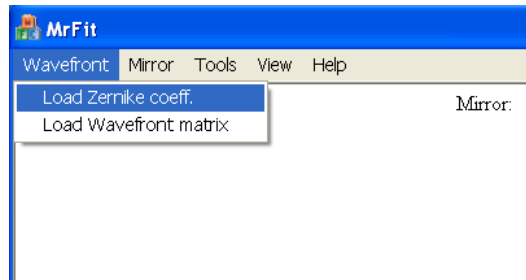 MrFit
Wavefront Mirror Tools View Help
Load Zernike coeff.
Mirror:
Load Wavefront matrix